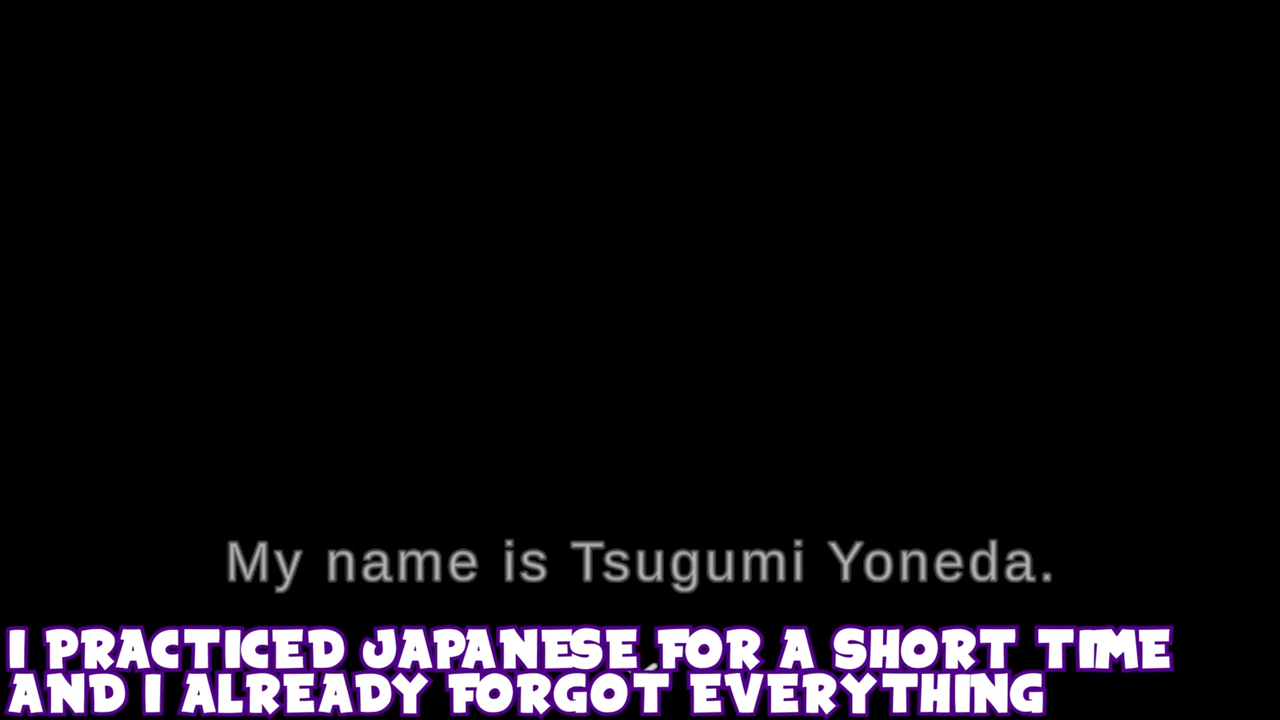 My name is Tsugumi Yoneda.
I PRACTICED JAPANESE FOR A SHORT TIME
AND I ALREADY FORGOT EVERYTHING